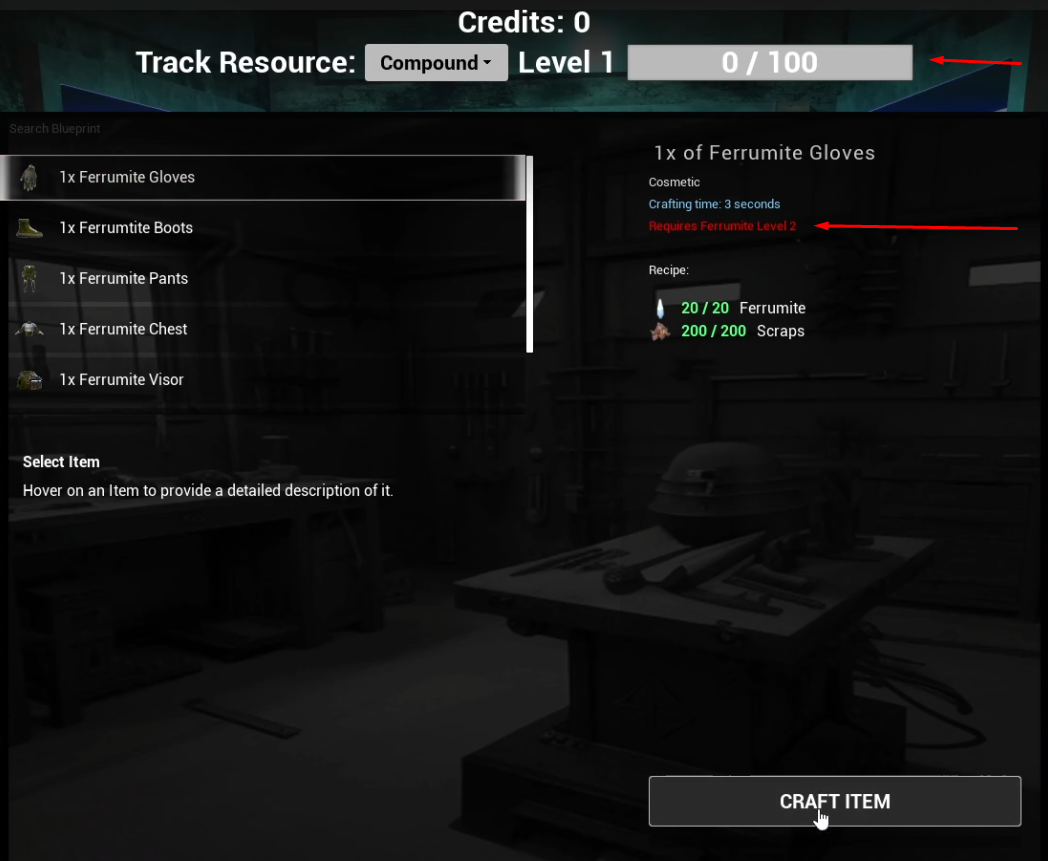 Credits: 0
Track Resource: Compound Level 1 0 / 100
Search Blueprint
1x Ferrumite Gloves
1x Ferrumtite Boots
1x Ferrumite Pants
1x Ferrumite Chest
1x Ferrumite Visor
Select Item
Hover on an Item to provide a detailed description of it.
1x of Ferrumite Gloves
Cosmetic
Crafting time: 3 seconds
Requires Ferrumite Level 2
Recipe:
20 / 20 Ferrumite
200 / 200 Scraps
CRAFT ITEM